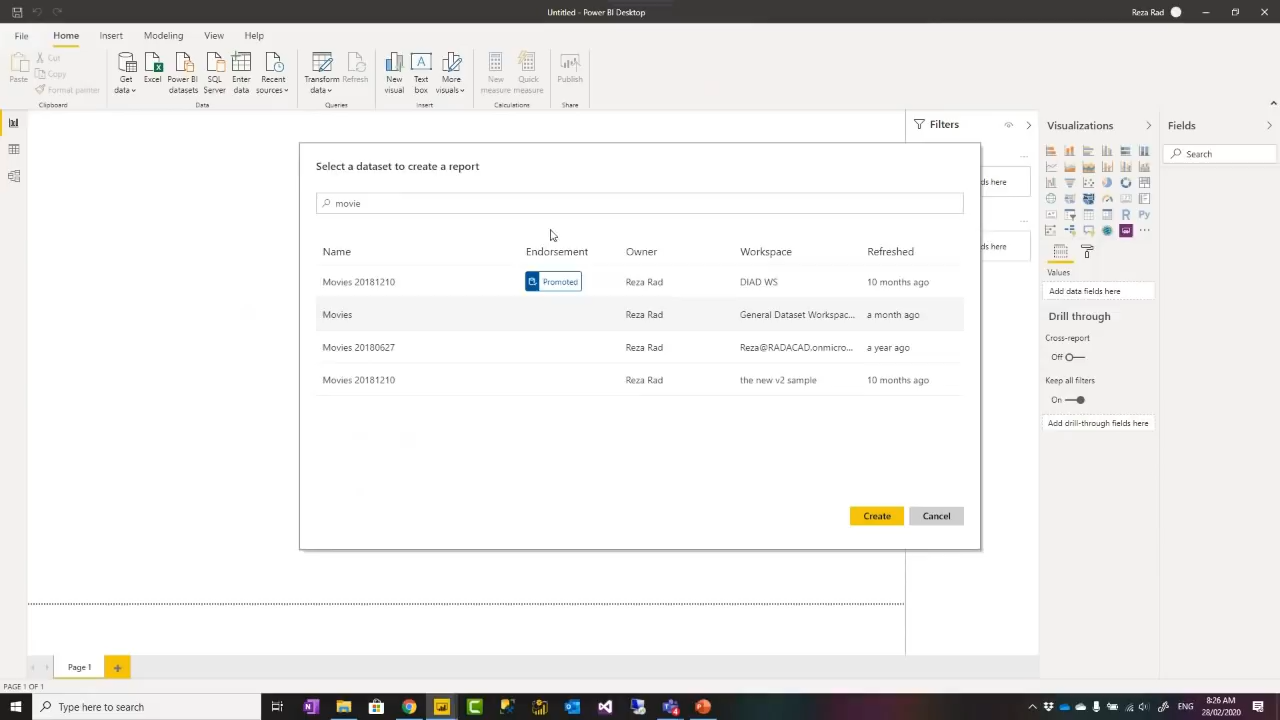 Untitled - Power BI Desktop
Reza Rad
File Home Insert Modeling View Help
Paste
Cut
Copy
Format painter
Clipboard
Get data
Excel
Power BI datasets
SQL Server
Enter data
Recent sources
Data
Transform data
Refresh
Queries
New visual
Text box
More visuals
Insert
New measure
Quick measure
Calculations
Publish
Share
Select a dataset to create a report
movie
Name Endorsement Owner Workspace Refreshed
Movies 20181210 Promoted Reza Rad DIAD WS 10 months ago
Movies Reza Rad General Dataset Workspac... a month ago
Movies 20180627 Reza Rad Reza@RADACAD.onmicro... a year ago
Movies 20181210 Reza Rad the new v2 sample 10 months ago
Create Cancel
Filters
...
ds here
...
ds here
Visualizations
R Py
...
Values
Add data fields here
Drill through
Cross-report
Off
Keep all filters
On
Add drill-through fields here
Fields
Search
Page 1 +
PAGE 1 OF 1
Type here to search
ENG
8:26 AM
28/02/2020